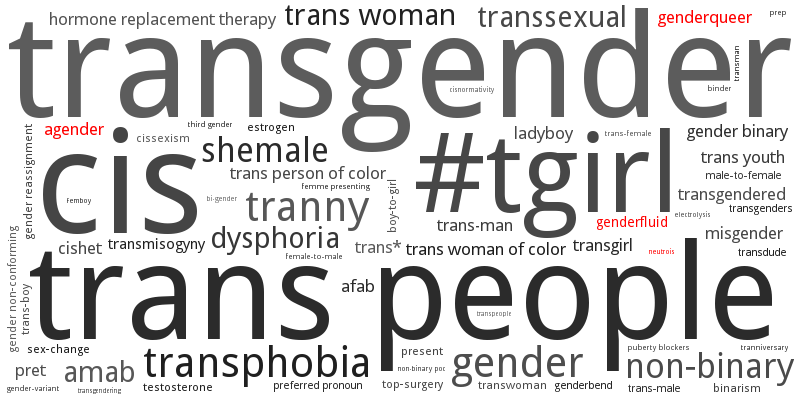 hormone replacement therapy
trans woman
transsexual
genderqueer
prep
transgender
cisnormativity
binder
transman
agender
third gender
estrogen
cissexism
shemale
ladyboy
trans-female
gender binary
gender reassignment
cis
#tgirl
trans person of color
trans youth
male-to-female
femme presenting
Femboy
bi-gender
tranny
boy-to-girl
transgendered
transgenders
electrolysis
trans-man
genderfluid
misgender
cishet
transmisogyny
dysphoria
trans*
trans woman of color
transgirl
neutrois
transdude
female-to-male
gender non-conforming
trans-boy
trans people
afab
transpeople
sex-change
transphobia
present
gender
puberty blockers
tranniversary
pret
amab
non-binary poc
non-binary
gender-variant
transgendering
testosterone
preferred pronoun
top-surgery
transwoman
genderbend
trans-male
binarism